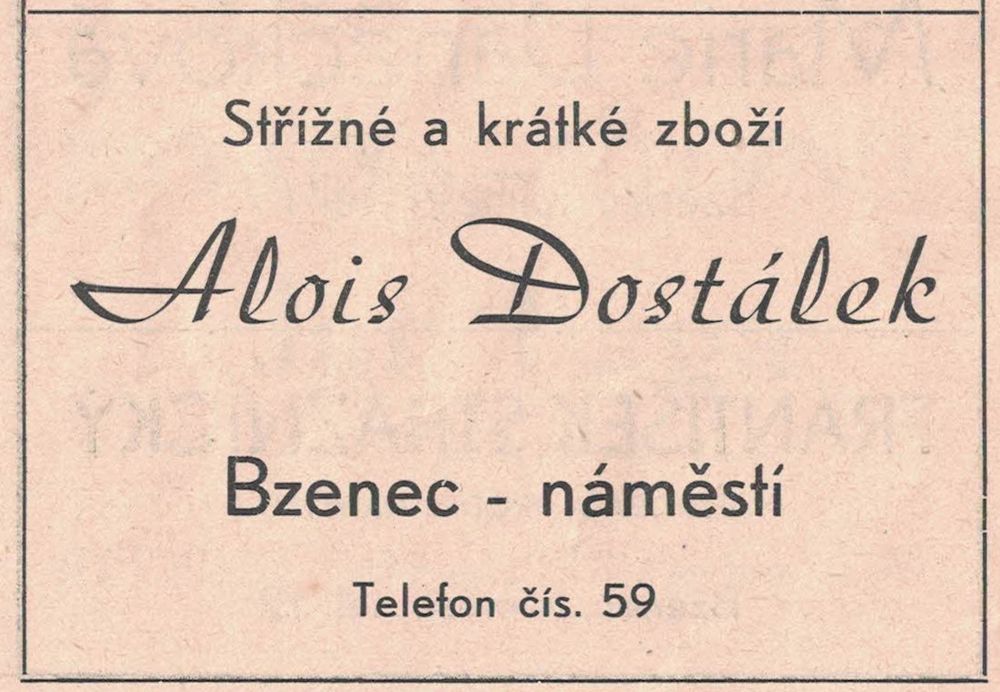 Střížné a krátké zboží
Alois Dostálek
Bzenec - náměstí
Telefon čís. 59